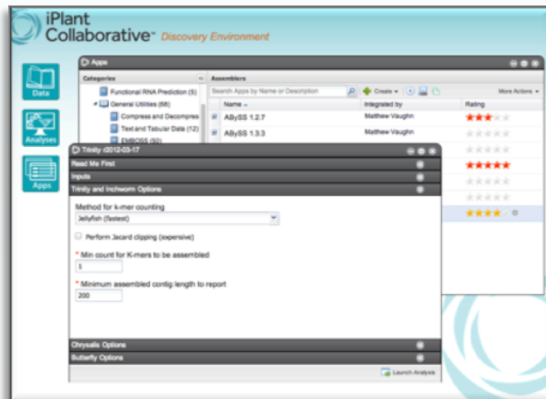 iPlant
Collaborative™ Discovery Environment
Data
Analyses
Apps
Apps
Categories
Functional RNA Prediction (5)
General Utilities (68)
Compress and Decompres
Text and Tabular Data (12)
EMBOSS (50)
Assemblers
Search Apps by Name or Description
Create
More Actions
Name
Integrated by
Rating
ABySS 1.2.7
Matthew Vaughn
ABySS 1.3.3
Matthew Vaughn
Trinity r2012-03-17
Read Me First
Inputs
Trinity and Inchworm Options
Method for k-mer counting
Jellyfish (fastest)
Perform Jacard clipping (expensive)
* Min count for K-mers to be assembled
1
* Minimum assembled contig length to report
200
Chrysalis Options
Butterfly Options
Launch Analysis